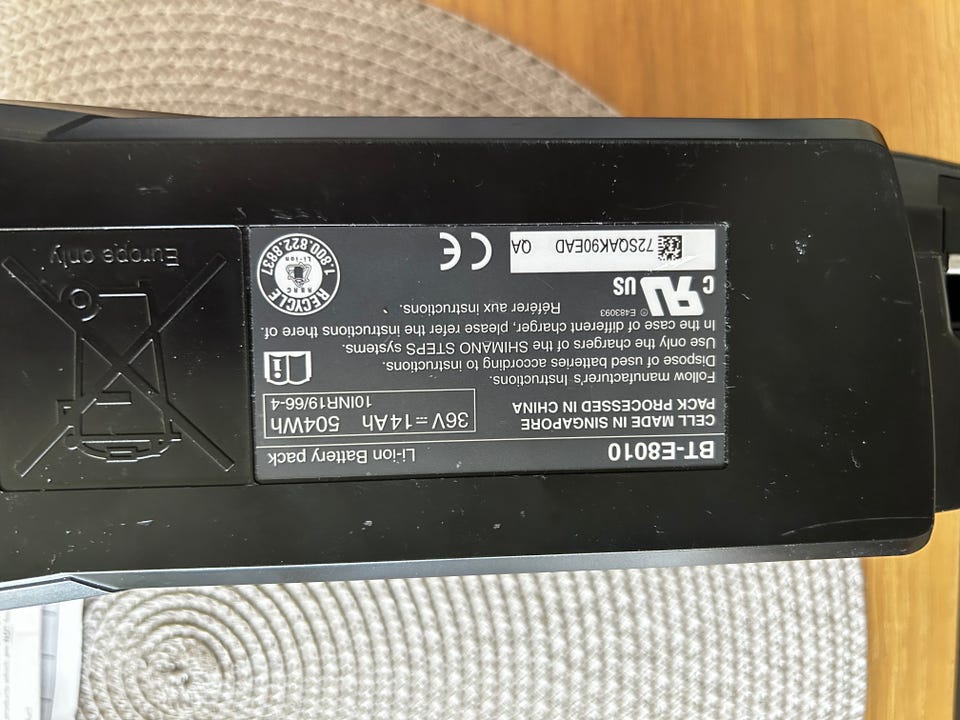 BT-E8010
Li-ion Battery pack
CELL MADE IN SINGAPORE
PACK PROCESSED IN CHINA
36V⎓14Ah 504Wh
10INR19/66-4
Follow manufacturer's Instructions.
Dispose of used batteries according to instructions.
Use only the chargers of the SHIMANO STEPS systems.
In the case of different charger, please refer the instructions there of.
Référer aux instructions.
E483093
C US
72SQAK90EAD QA
CE
RECYCLE
RBRC
Li-ion
1.800.822.8837
Europe only